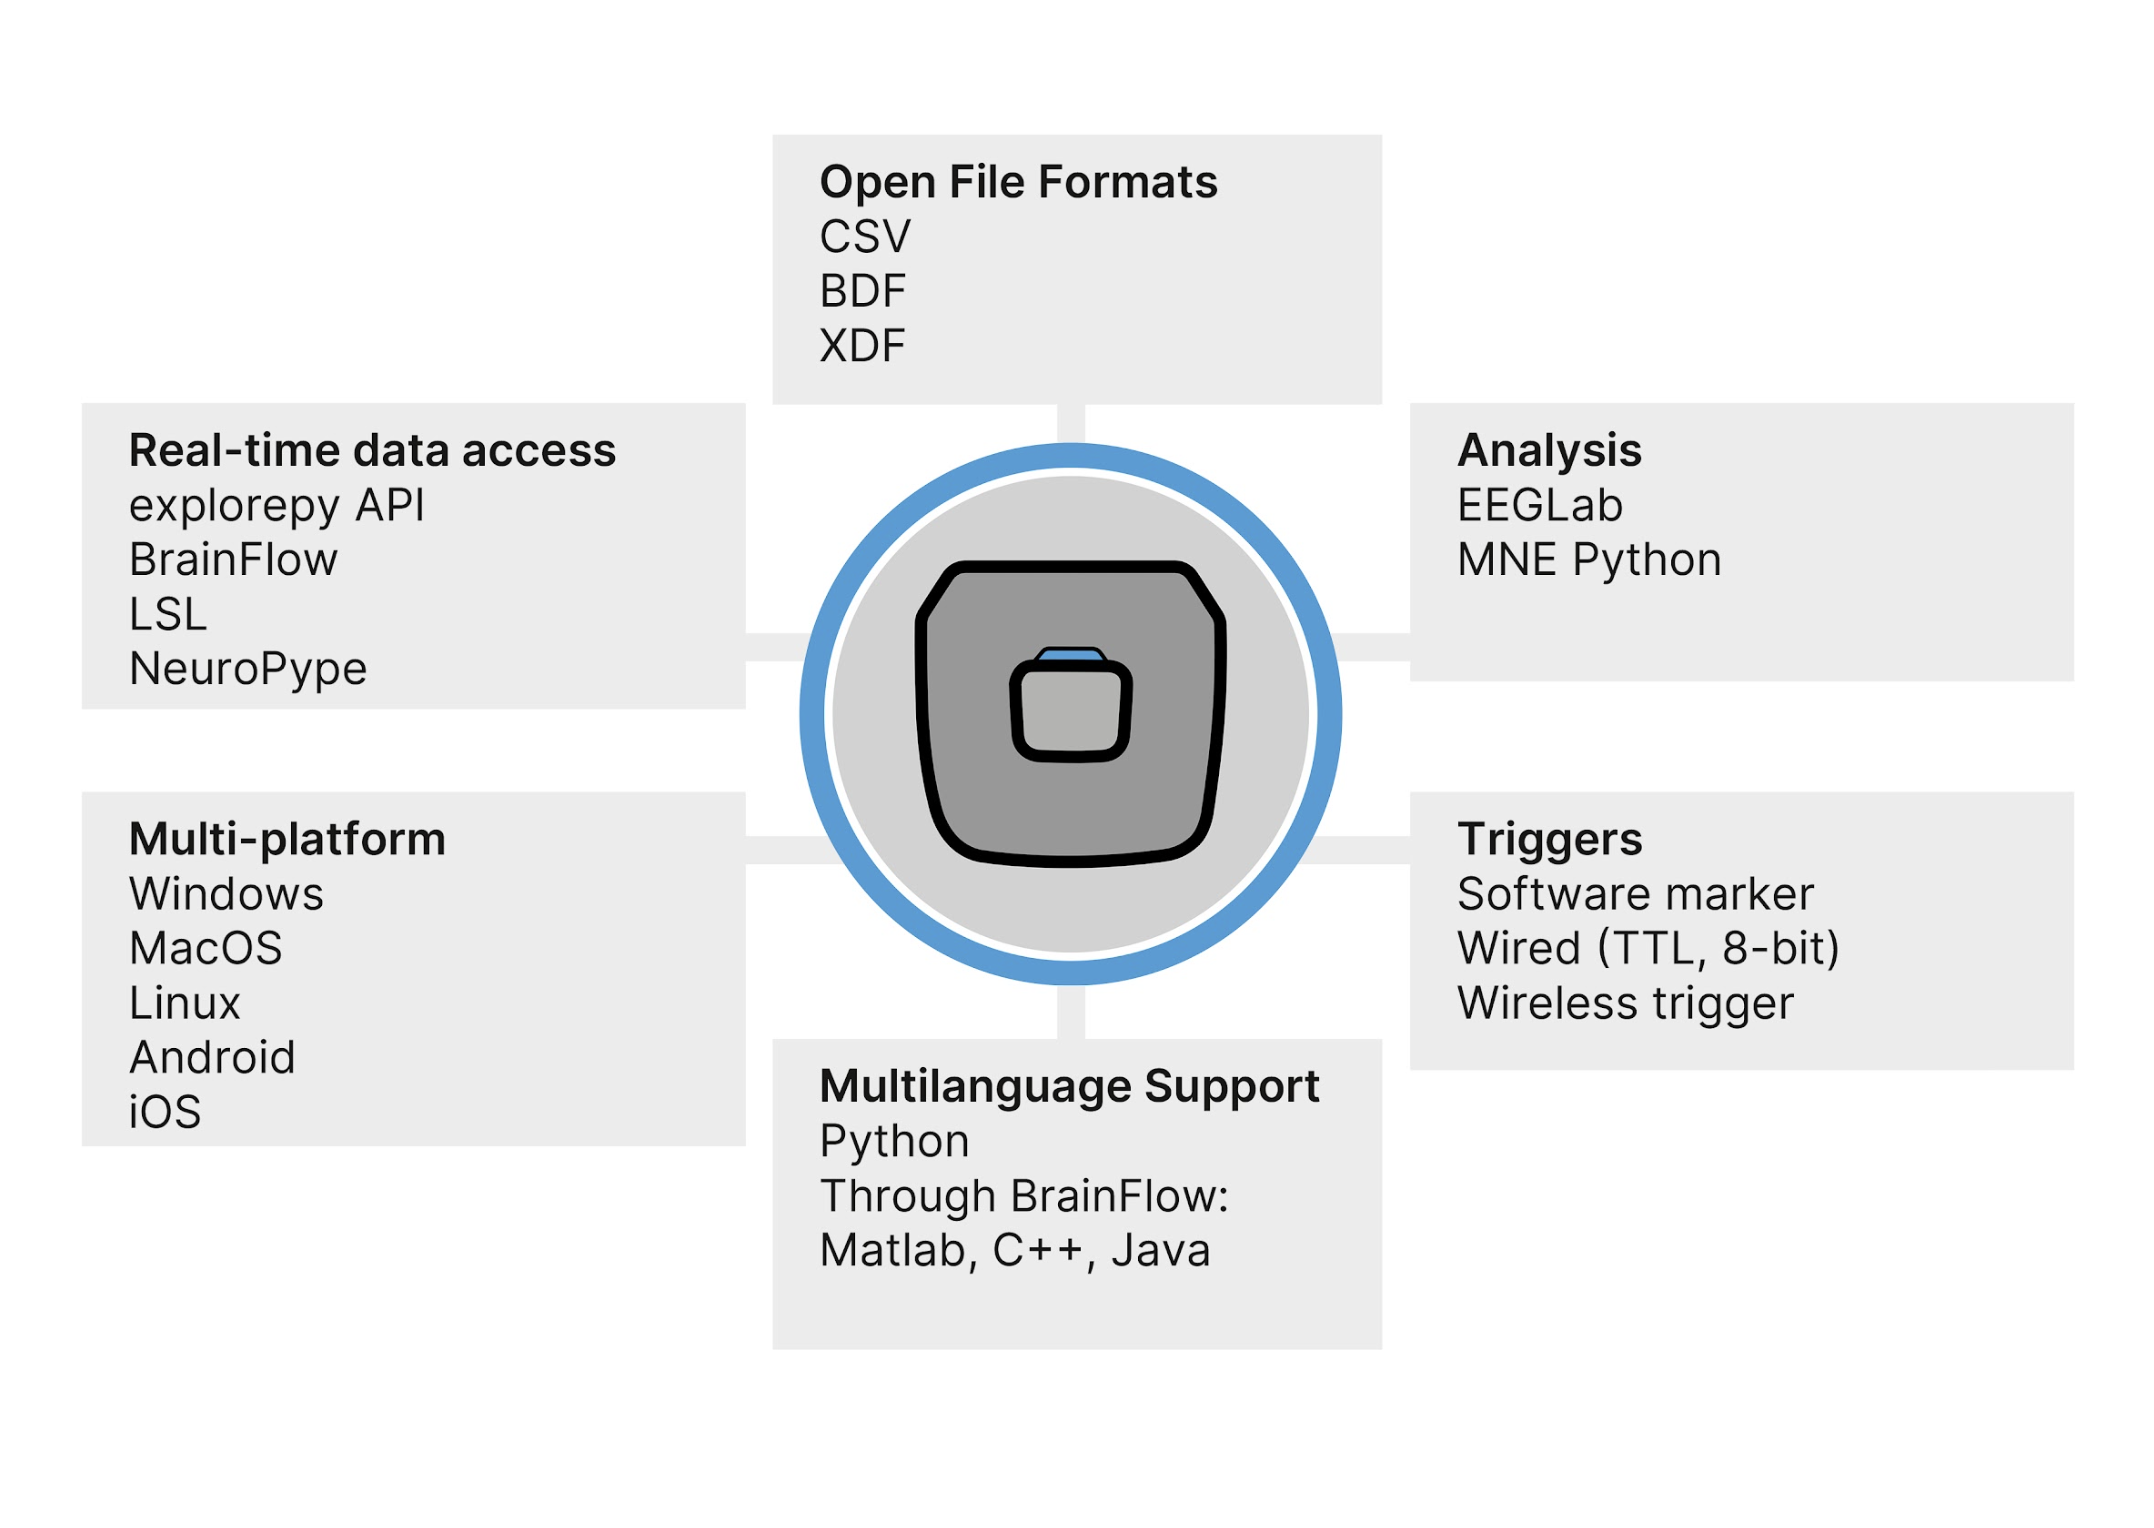 Open File Formats
CSV
BDF
XDF
Real-time data access
explorepy API
BrainFlow
LSL
NeuroPype
Analysis
EEGLab
MNE Python
Multi-platform
Windows
MacOS
Linux
Android
iOS
Triggers
Software marker
Wired (TTL, 8-bit)
Wireless trigger
Multilanguage Support
Python
Through BrainFlow:
Matlab, C++, Java